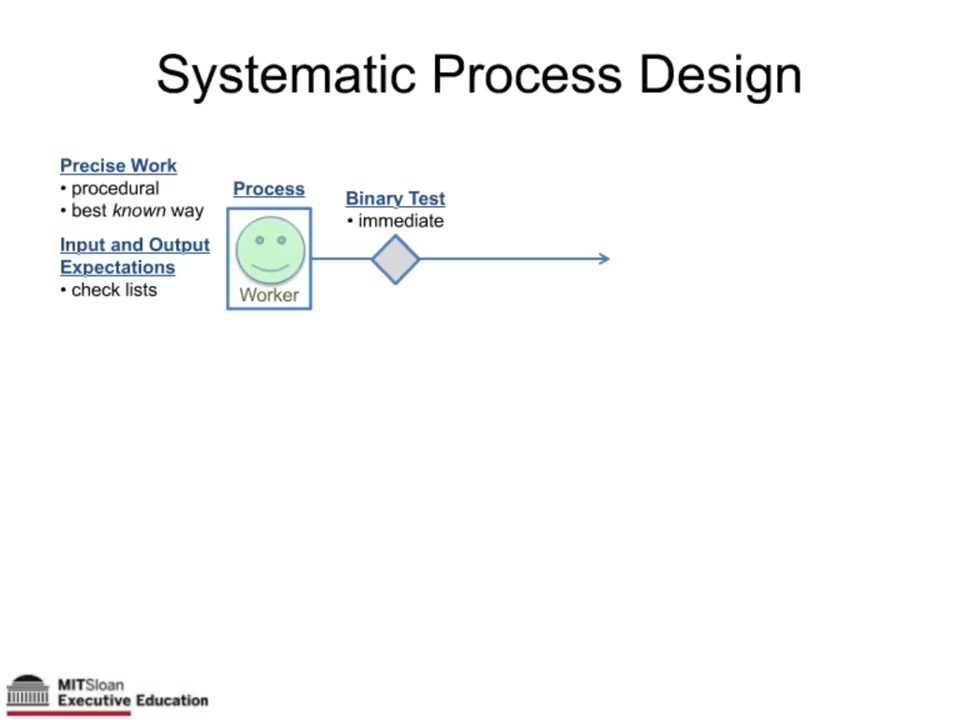 Systematic Process Design
Precise Work
• procedural
• best known way
Input and Output
Expectations
• check lists
Process
Worker
Binary Test
• immediate
MITSloan
Executive Education